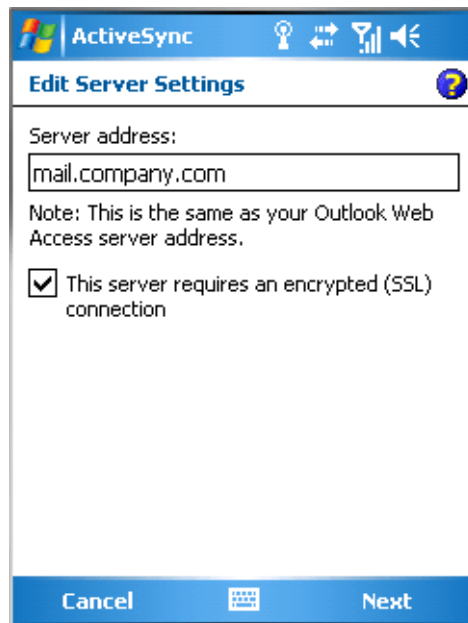 ActiveSync
Edit Server Settings
?
Server address:
mail.company.com
Note: This is the same as your Outlook Web
Access server address.
This server requires an encrypted (SSL)
connection
Cancel Next